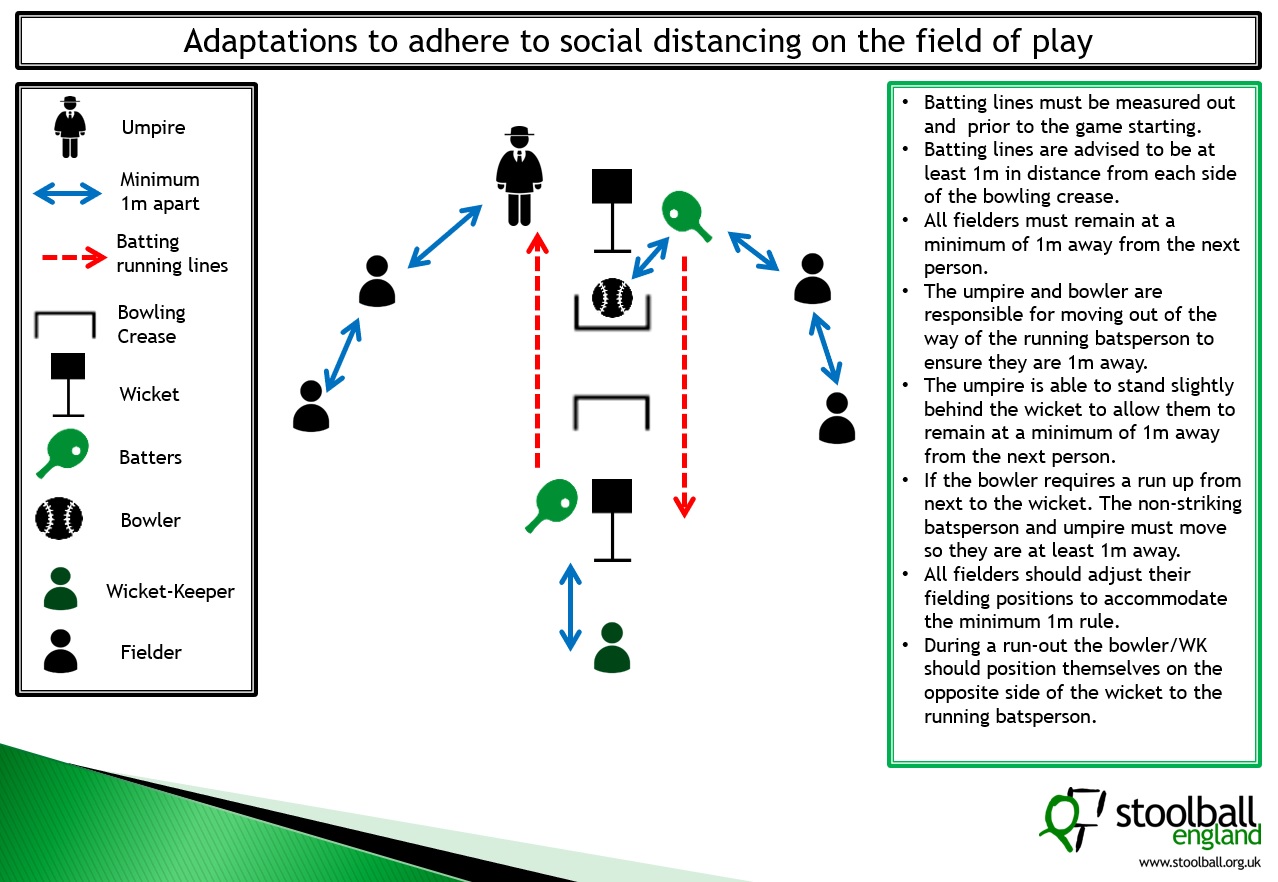 Adaptations to adhere to social distancing on the field of play
Umpire
Minimum
1m apart
Batting
running lines
Bowling
Crease
Wicket
Batters
Bowler
Wicket-Keeper
Fielder
• Batting lines must be measured out
and  prior to the game starting.
• Batting lines are advised to be at
least 1m in distance from each side
of the bowling crease.
• All fielders must remain at a
minimum of 1m away from the next
person.
• The umpire and bowler are
responsible for moving out of the
way of the running batsperson to
ensure they are 1m away.
• The umpire is able to stand slightly
behind the wicket to allow them to
remain at a minimum of 1m away
from the next person.
• If the bowler requires a run up from
next to the wicket. The non-striking
batsperson and umpire must move
so they are at least 1m away.
• All fielders should adjust their
fielding positions to accommodate
the minimum 1m rule.
• During a run-out the bowler/WK
should position themselves on the
opposite side of the wicket to the
running batsperson.
stoolball
england
www.stoolball.org.uk